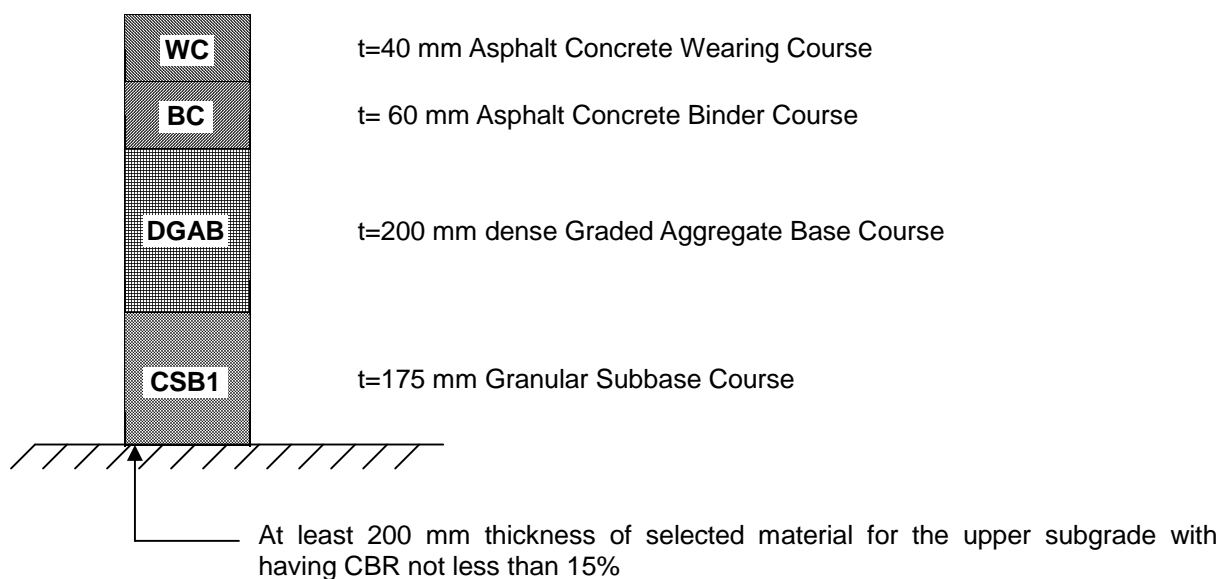 WC t=40 mm Asphalt Concrete Wearing Course
BC t= 60 mm Asphalt Concrete Binder Course
DGAB t=200 mm dense Graded Aggregate Base Course
CSB1 t=175 mm Granular Subbase Course
At least 200 mm thickness of selected material for the upper subgrade with
having CBR not less than 15%